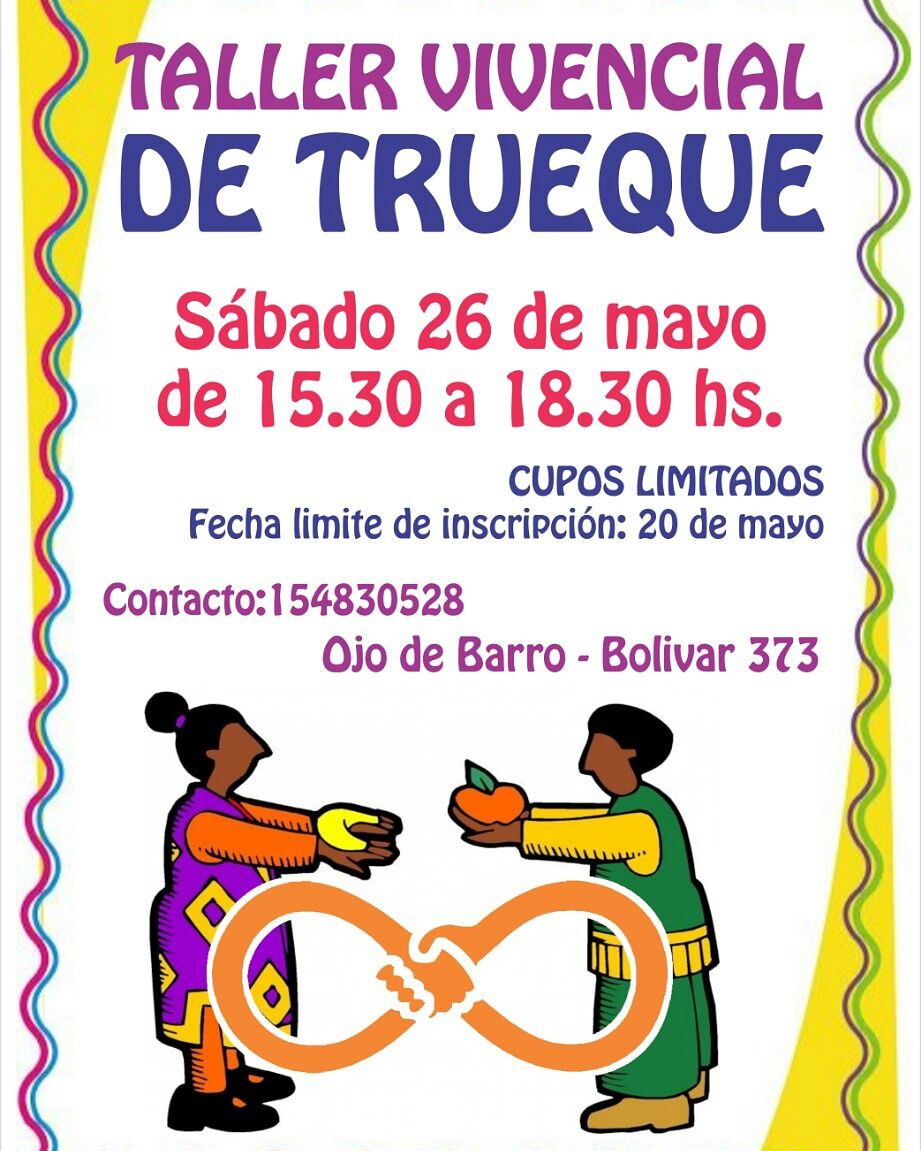 TALLER VIVENCIAL
DE TRUEQUE
Sábado 26 de mayo
de 15.30 a 18.30 hs.
CUPOS LIMITADOS
Fecha limite de inscripción: 20 de mayo
Contacto:154830528
Ojo de Barro - Bolivar 373